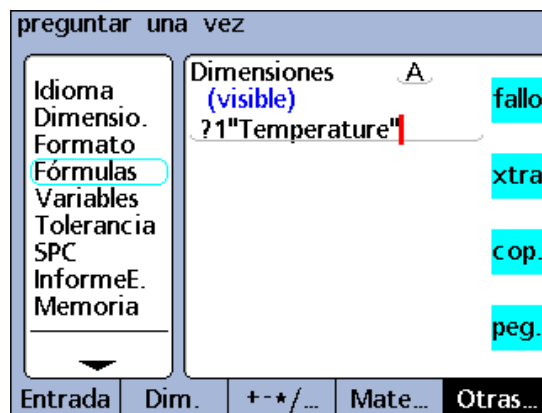 preguntar una vez
Idioma
Dimensio.
Formato
Fórmulas
Variables
Tolerancia
SPC
InformeE.
Memoria
Dimensiones A
(visible)
?1"Temperature"
fallo
xtra
cop.
peg.
Entrada Dim. +-*/... Mate... Otras...